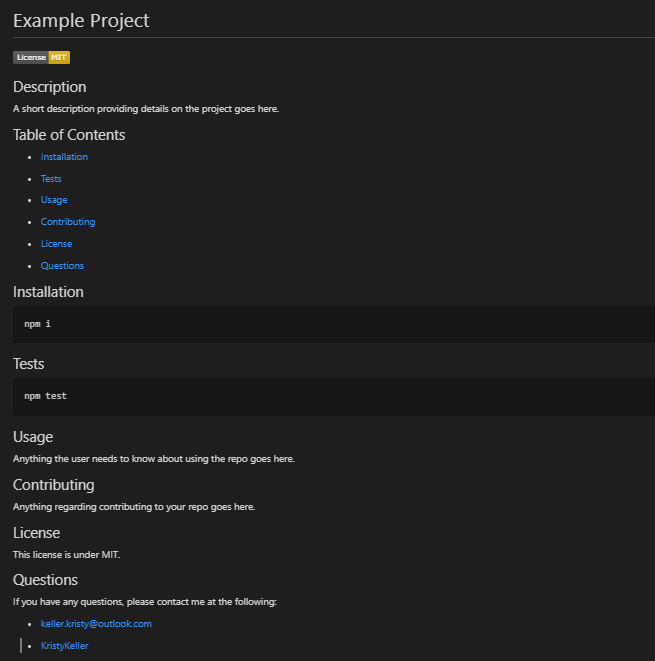 Example Project
License MIT
Description
A short description providing details on the project goes here.
Table of Contents
Installation
Tests
Usage
Contributing
License
Questions
Installation
npm i
Tests
npm test
Usage
Anything the user needs to know about using the repo goes here.
Contributing
Anything regarding contributing to your repo goes here.
License
This license is under MIT.
Questions
If you have any questions, please contact me at the following:
keller.kristy@outlook.com
KristyKeller